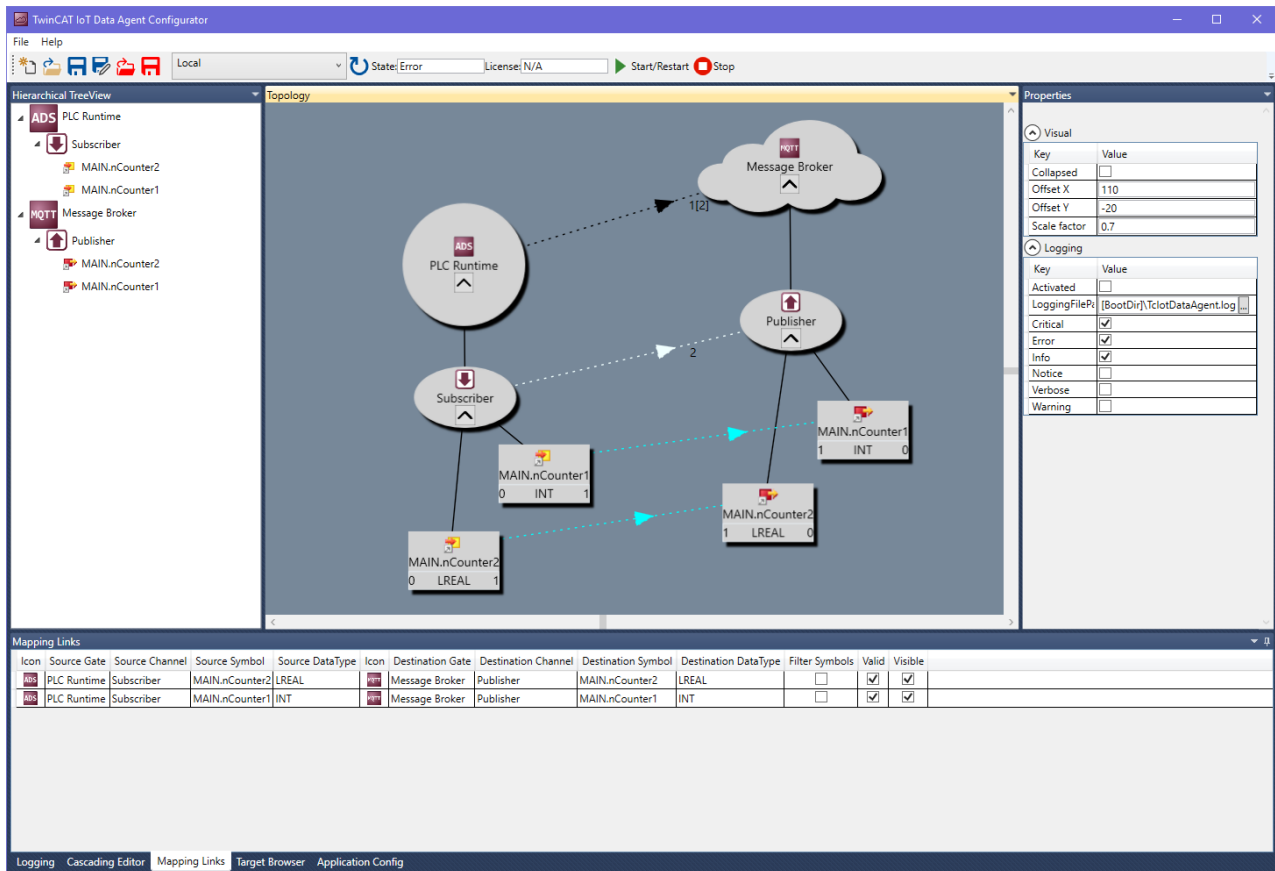 TwinCAT IoT Data Agent Configurator
File Help
Local State: Error License: N/A Start/Restart Stop
Hierarchical TreeView
ADS PLC Runtime
Subscriber
MAIN.nCounter2
MAIN.nCounter1
MQTT Message Broker
Publisher
MAIN.nCounter2
MAIN.nCounter1
Topology
MQTT
Message Broker
1[2]
ADS
PLC Runtime
Publisher
2
Subscriber
MAIN.nCounter1
1 INT 0
MAIN.nCounter1
0 INT 1
MAIN.nCounter2
1 LREAL 0
MAIN.nCounter2
0 LREAL 1
Properties
Visual
Key Value
Collapsed
Offset X 110
Offset Y -20
Scale factor 0.7
Logging
Key Value
Activated
LoggingFilePa [BootDir]\TcIotDataAgent.log ...
Critical
Error
Info
Notice
Verbose
Warning
Mapping Links
Icon Source Gate Source Channel Source Symbol Source DataType Icon Destination Gate Destination Channel Destination Symbol Destination DataType Filter Symbols Valid Visible
ADS PLC Runtime Subscriber MAIN.nCounter2 LREAL MQTT Message Broker Publisher MAIN.nCounter2 LREAL
ADS PLC Runtime Subscriber MAIN.nCounter1 INT MQTT Message Broker Publisher MAIN.nCounter1 INT
Logging Cascading Editor Mapping Links Target Browser Application Config